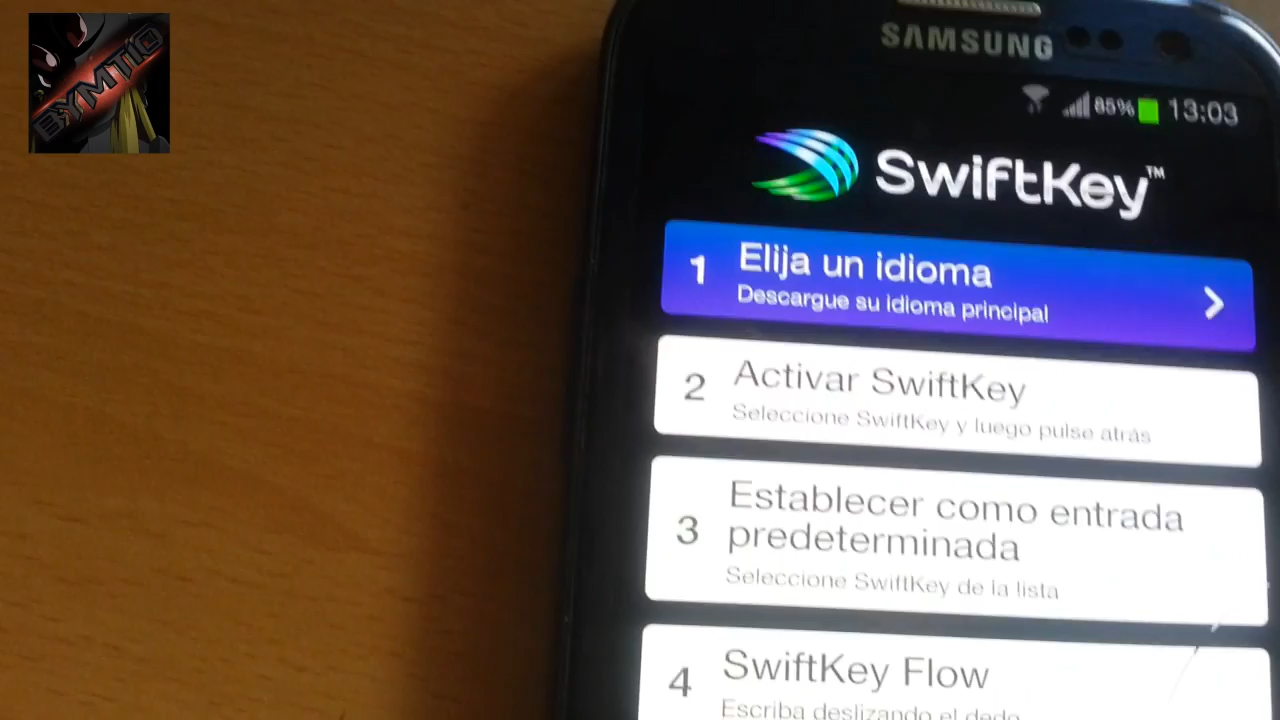 BYMTIO
SAMSUNG
85% 13:03
SwiftKey™
1 Elija un idioma
Descargue su idioma principal
2 Activar SwiftKey
Seleccione SwiftKey y luego pulse atrás
3 Establecer como entrada
predeterminada
Seleccione SwiftKey de la lista
4 SwiftKey Flow
Escriba deslizando el dedo